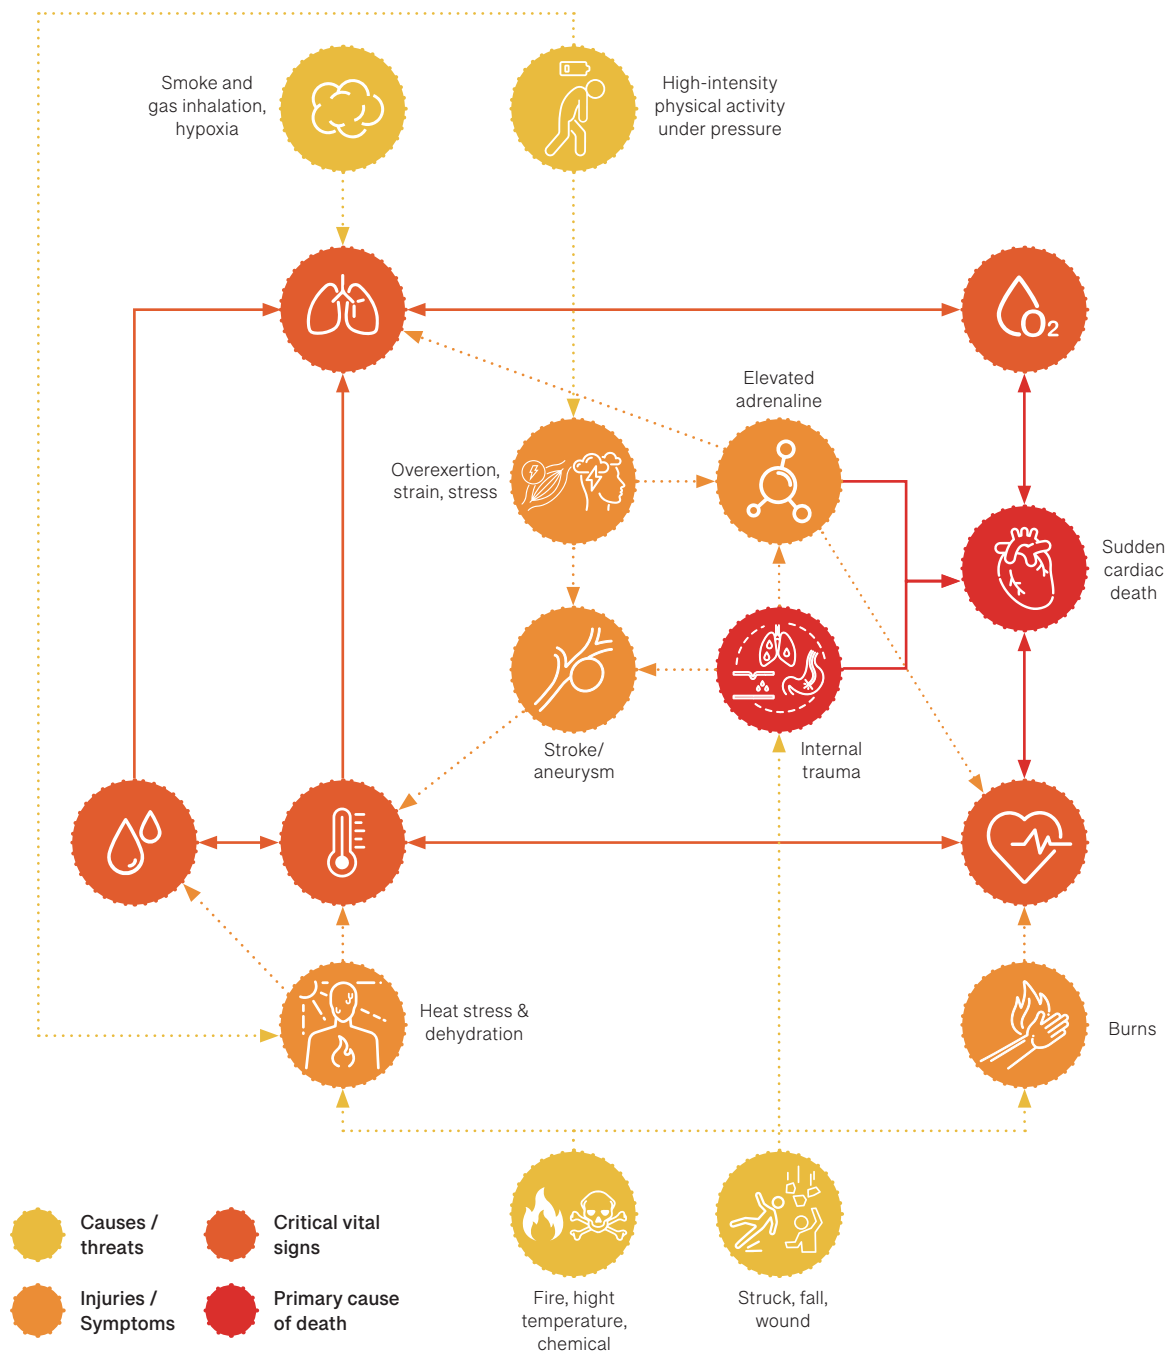 Smoke and
gas inhalation,
hypoxia
High-intensity
physical activity
under pressure
O2
Elevated
adrenaline
Overexertion,
strain, stress
Sudden
cardiac
death
Stroke/
aneurysm
Internal
trauma
Heat stress &
dehydration
Burns
Causes /
threats
Critical vital
signs
Injuries /
Symptoms
Primary cause
of death
Fire, hight
temperature,
chemical
Struck, fall,
wound